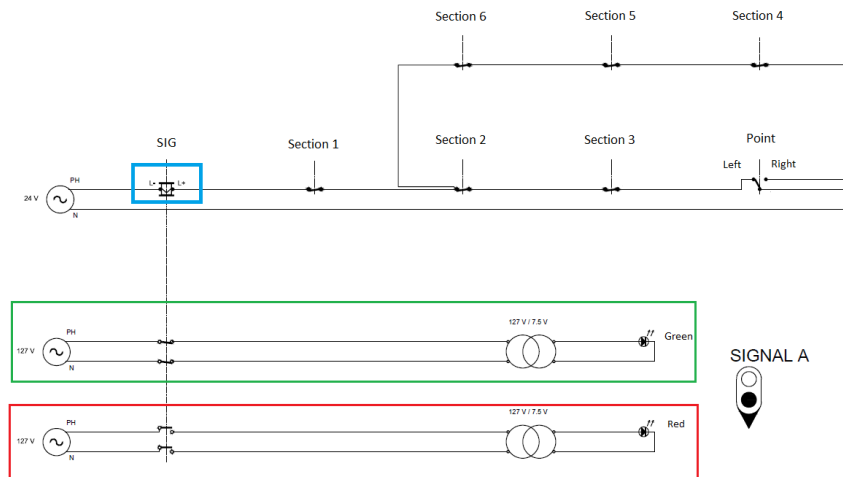 Section 6
Section 5
Section 4
SIG
Section 1
Section 2
Section 3
Point
Left
Right
PH
L-
L+
24 V
N
127 V / 7.5 V
PH
127 V
Green
N
SIGNAL A
127 V / 7.5 V
PH
Red
127 V
N